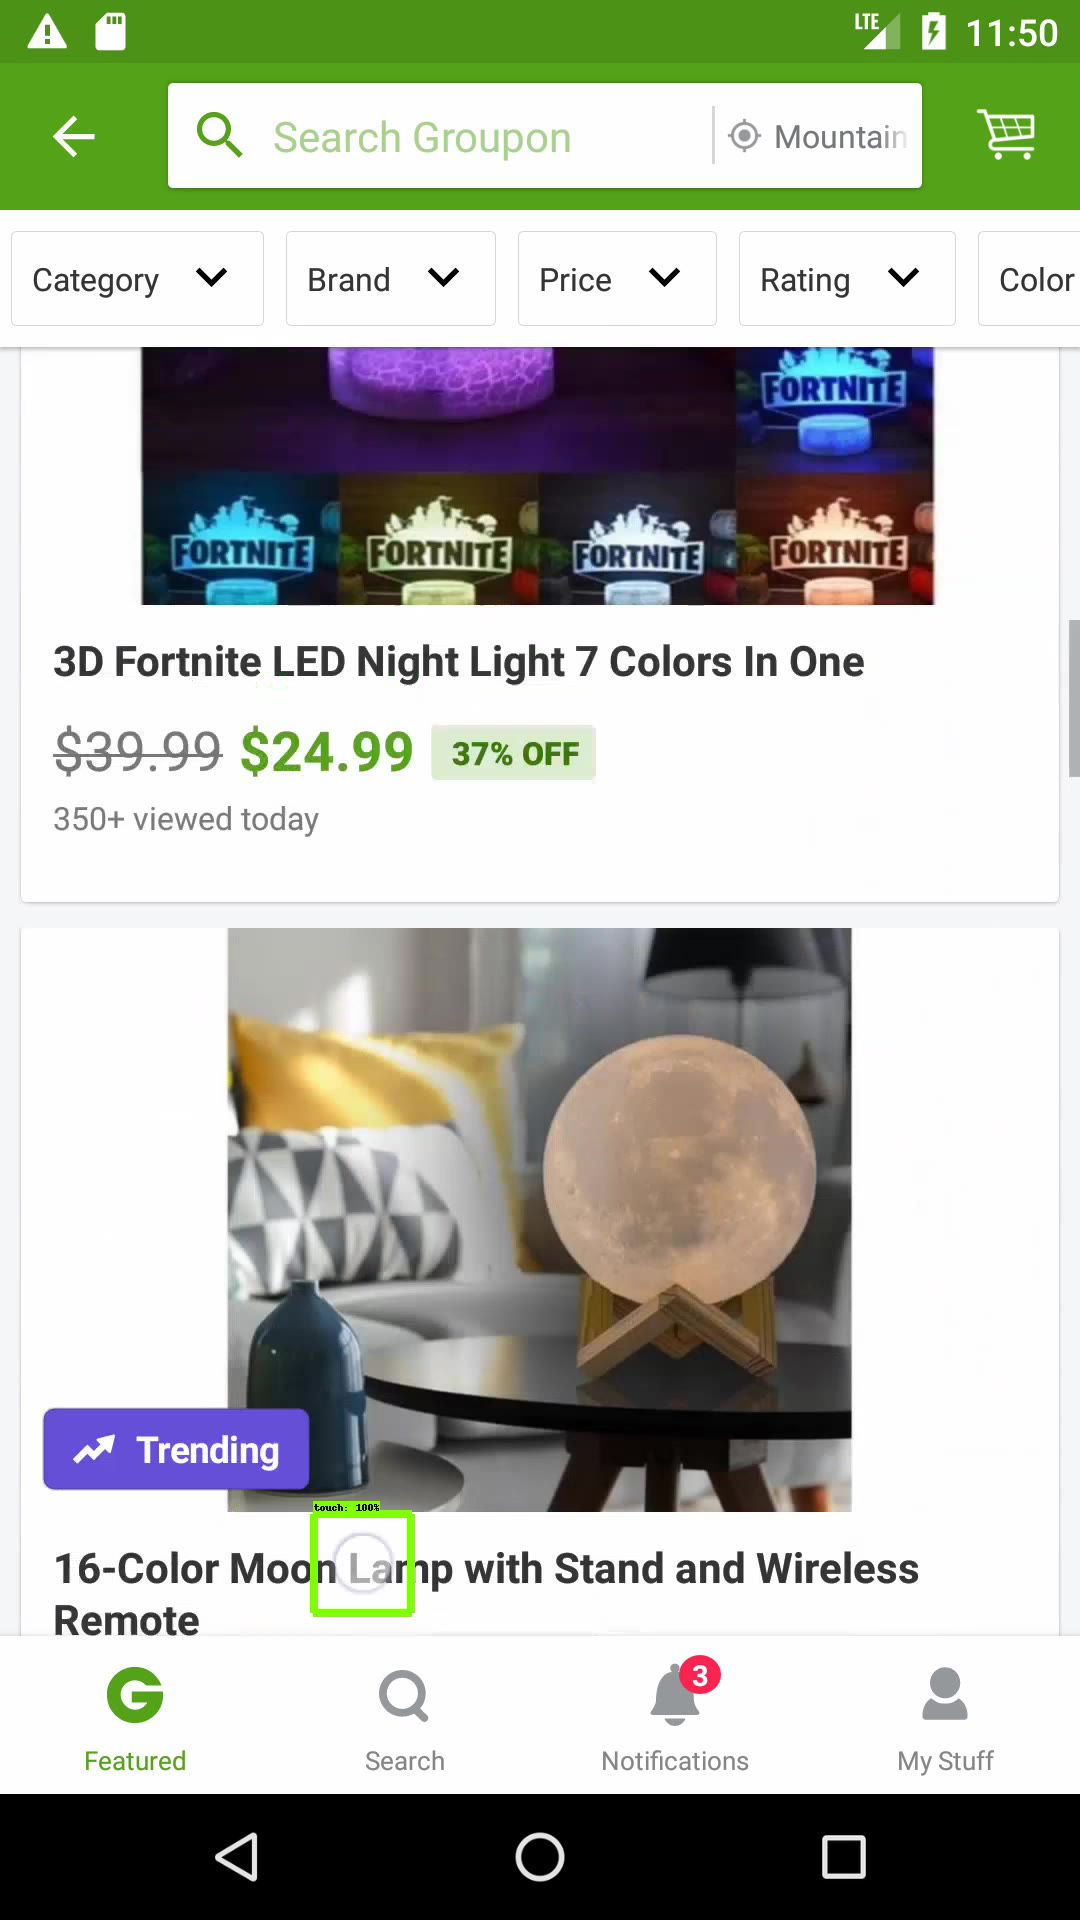 LTE 11:50
Search Groupon Mountain
Category Brand Price Rating Color
FORTNITE
FORTNITE FORTNITE FORTNITE FORTNITE
3D Fortnite LED Night Light 7 Colors In One
$39.99 $24.99 37% OFF
350+ viewed today
Trending
touch: 100%
16-Color Moon Lamp with Stand and Wireless
Remote
3
Featured Search Notifications My Stuff